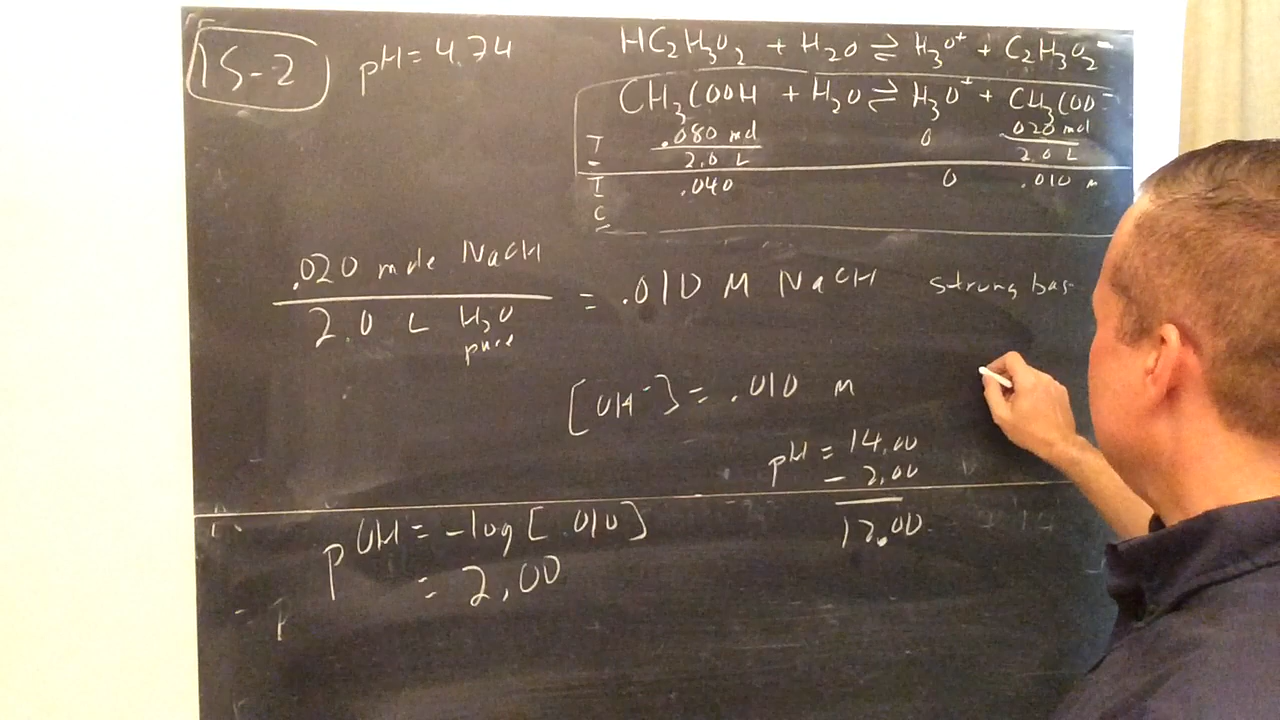 15-2
pH = 4.74
HC₂H₃O₂ + H₂O ⇌ H₃O⁺ + C₂H₃O₂⁻
CH₃COOH + H₂O ⇌ H₃O⁺ + CH₃COO⁻
I .080 mol 0 .020 mol
2.0 L 2.0 L
I .040 0 .010 M
C
.020 mole NaOH
2.0 L H₂O
pure
= .010 M NaOH strong bas
[OH⁻] = .010 M
pH = 14.00
- 2.00
12.00
pOH = -log [.010]
= 2.00